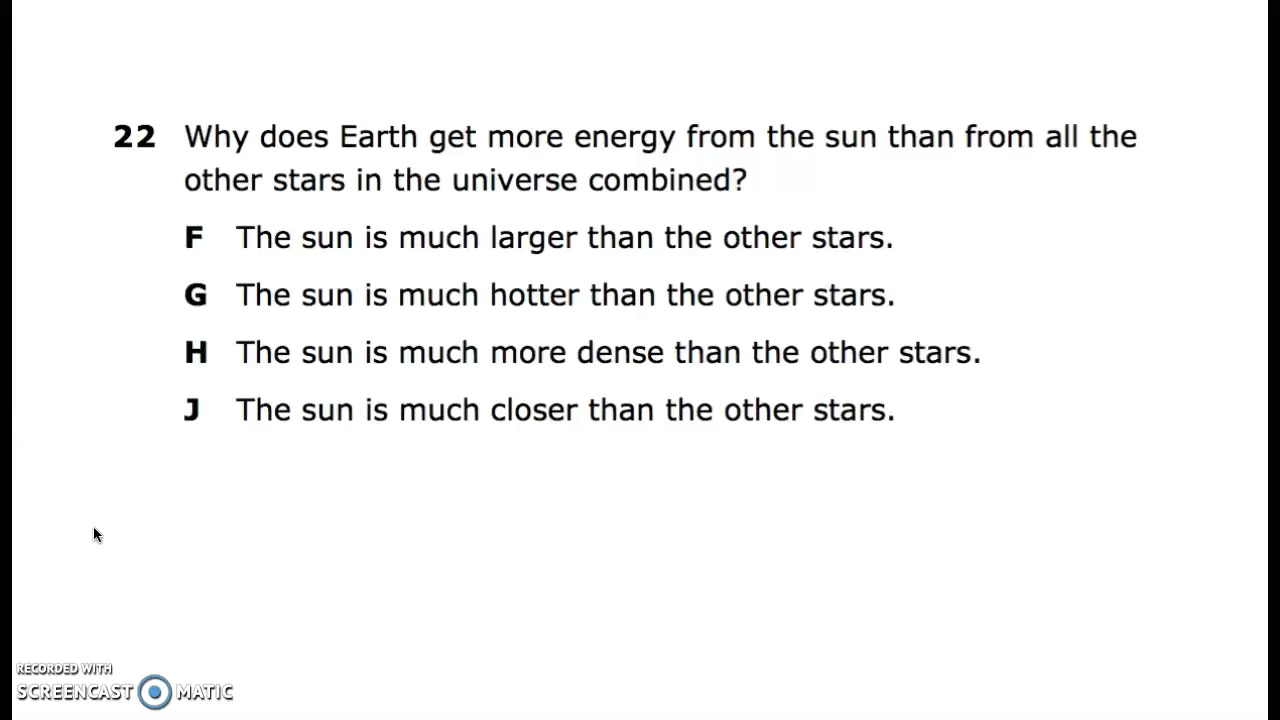 22 Why does Earth get more energy from the sun than from all the
other stars in the universe combined?
F The sun is much larger than the other stars.
G The sun is much hotter than the other stars.
H The sun is much more dense than the other stars.
J The sun is much closer than the other stars.
RECORDED WITH
SCREENCAST MATIC